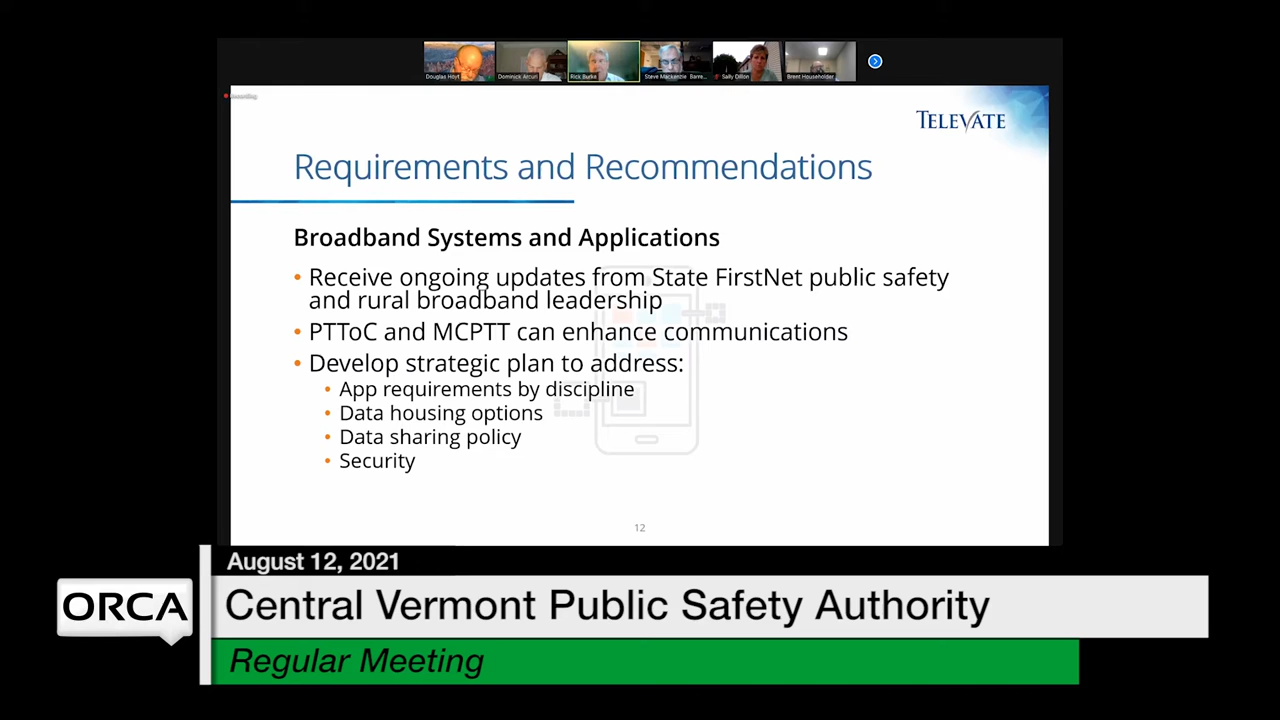 Douglas Hoyt
Dominick Arcuri
Rick Burke
Steve Mackenzie Barre...
Sally Dillon
Brent Householder
Recording
TELEVATE
Requirements and Recommendations
Broadband Systems and Applications
• Receive ongoing updates from State FirstNet public safety
and rural broadband leadership
• PTToC and MCPTT can enhance communications
• Develop strategic plan to address:
• App requirements by discipline
• Data housing options
• Data sharing policy
• Security
12
August 12, 2021
ORCA
Central Vermont Public Safety Authority
Regular Meeting